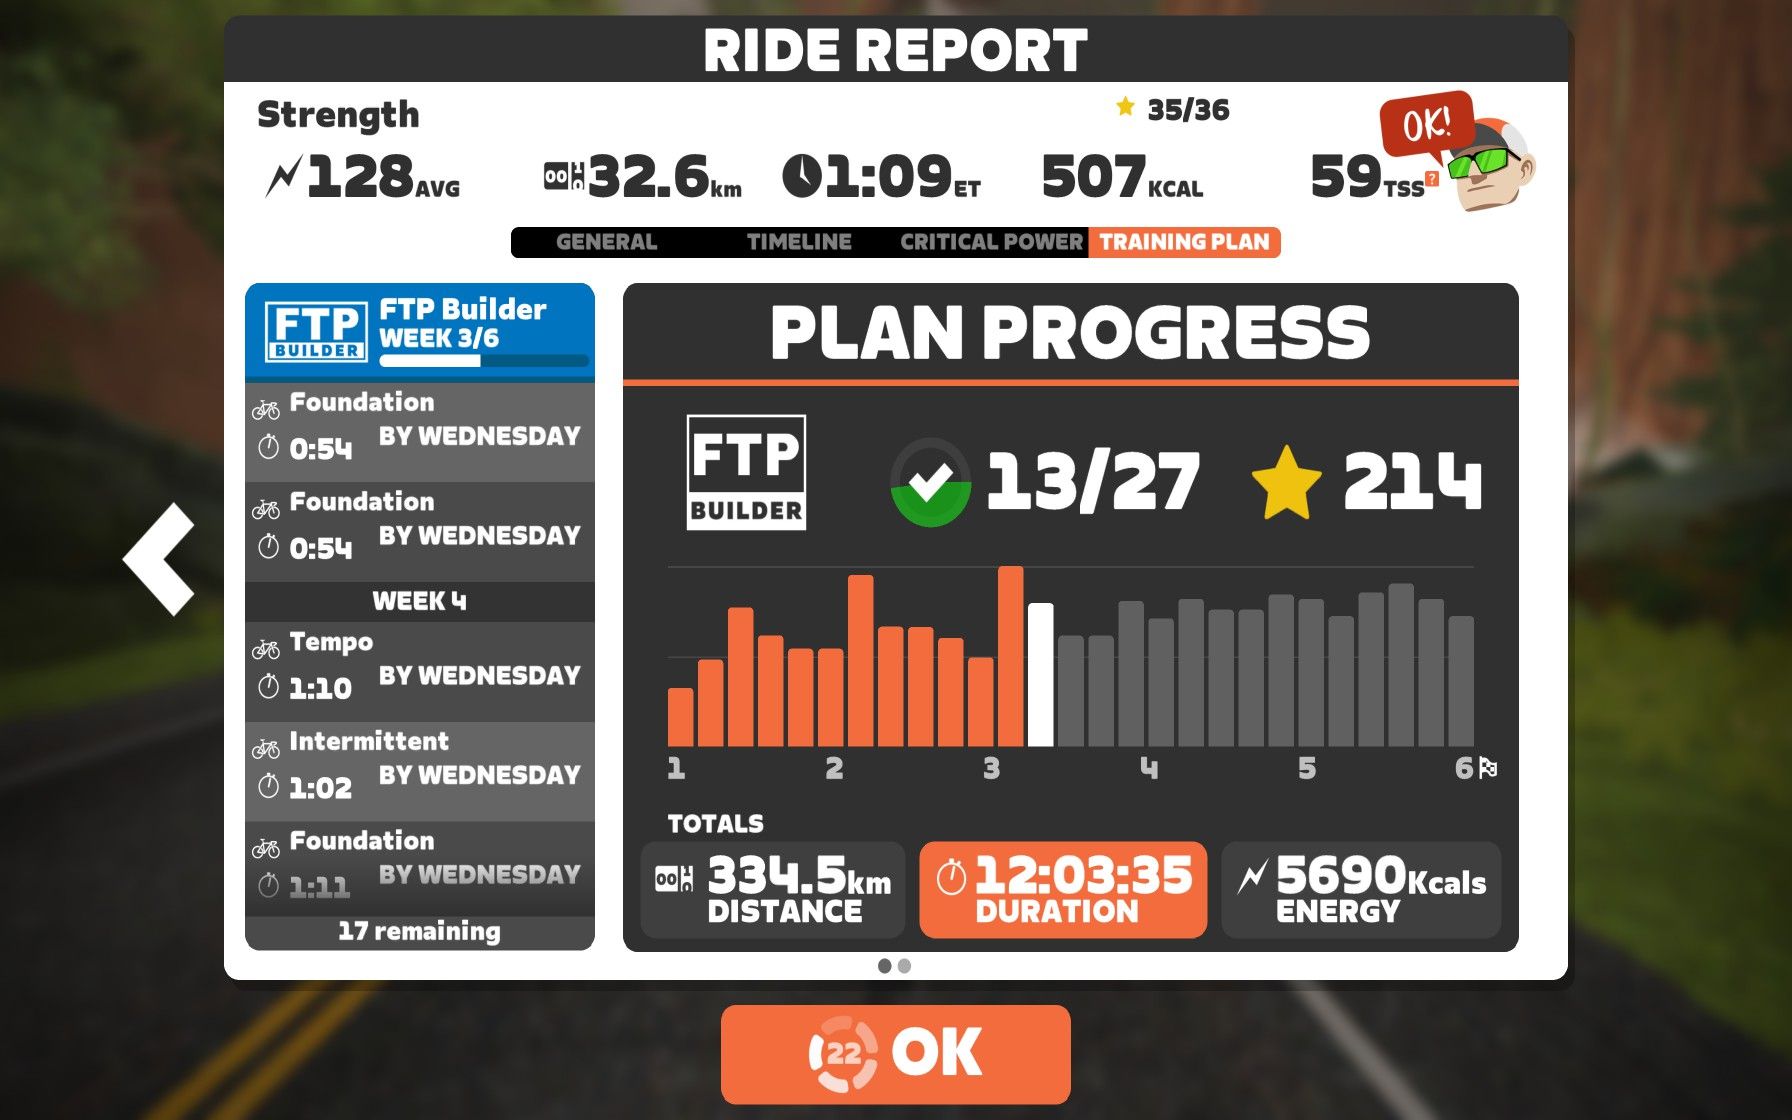 RIDE REPORT
Strength
35/36
OK!
128AVG
32.6km
1:09ET
507KCAL
59TSS?
GENERAL
TIMELINE
CRITICAL POWER
TRAINING PLAN
FTP
BUILDER
FTP Builder
WEEK 3/6
Foundation
0:54
BY WEDNESDAY
Foundation
0:54
BY WEDNESDAY
WEEK 4
Tempo
1:10
BY WEDNESDAY
Intermittent
1:02
BY WEDNESDAY
Foundation
1:11
BY WEDNESDAY
17 remaining
PLAN PROGRESS
FTP
BUILDER
13/27
214
1 2 3 4 5 6
TOTALS
334.5km
DISTANCE
12:03:35
DURATION
5690Kcals
ENERGY
22
OK